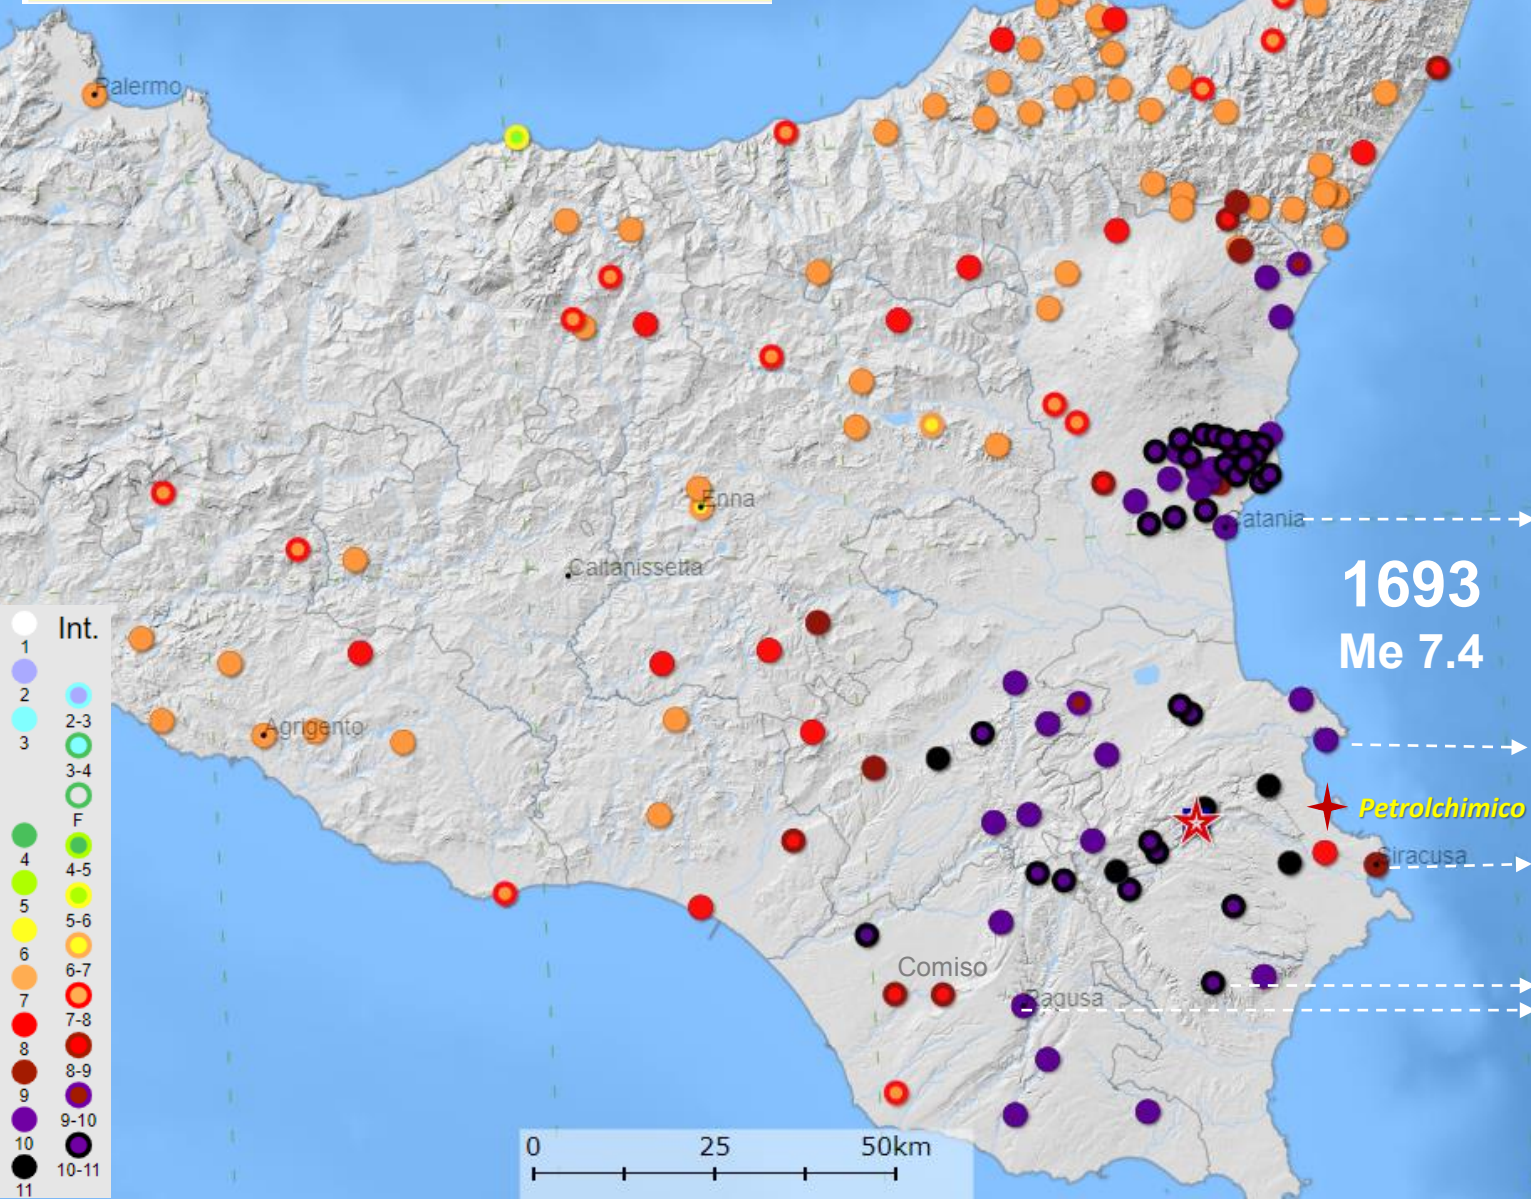 Palermo
Enna
Catania
Caltanissetta
1693
Me 7.4
Agrigento
Petrolchimico
Siracusa
Comiso
Ragusa
Int.
1
2
2-3
3
3-4
F
4
4-5
5
5-6
6
6-7
7
7-8
8
8-9
9
9-10
10
10-11
11
0 25 50km